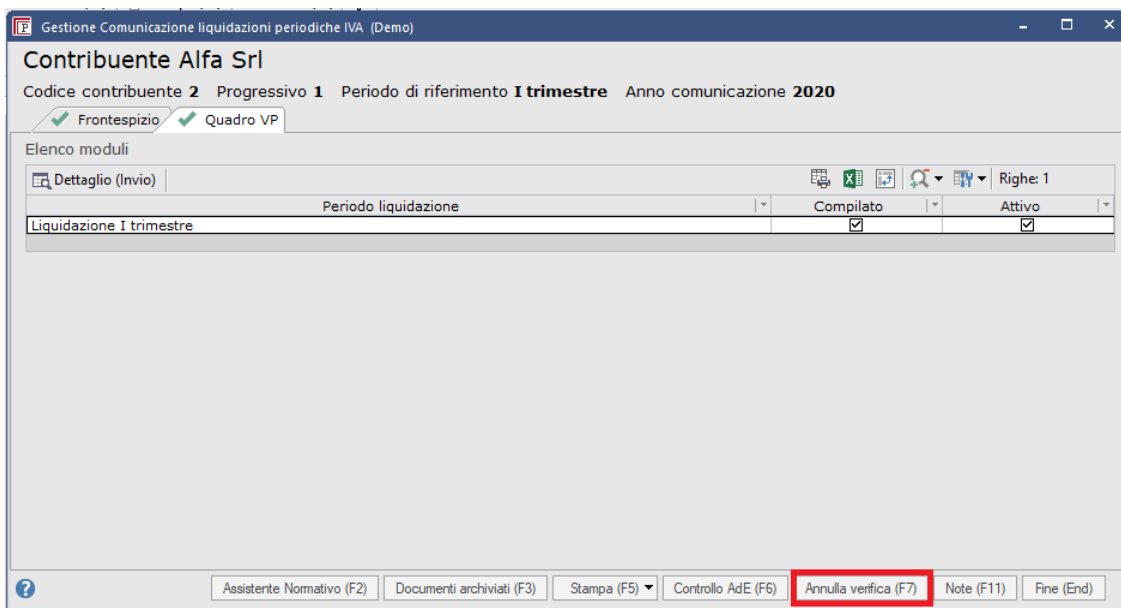 Gestione Comunicazione liquidazioni periodiche IVA (Demo)
Contribuente Alfa Srl
Codice contribuente 2 Progressivo 1 Periodo di riferimento I trimestre Anno comunicazione 2020
Frontespizio Quadro VP
Elenco moduli
Dettaglio (Invio) Righe: 1
Periodo liquidazione Compilato Attivo
Liquidazione I trimestre
Assistente Normativo (F2) Documenti archiviati (F3) Stampa (F5) Controllo AdE (F6) Annulla verifica (F7) Note (F11) Fine (End)